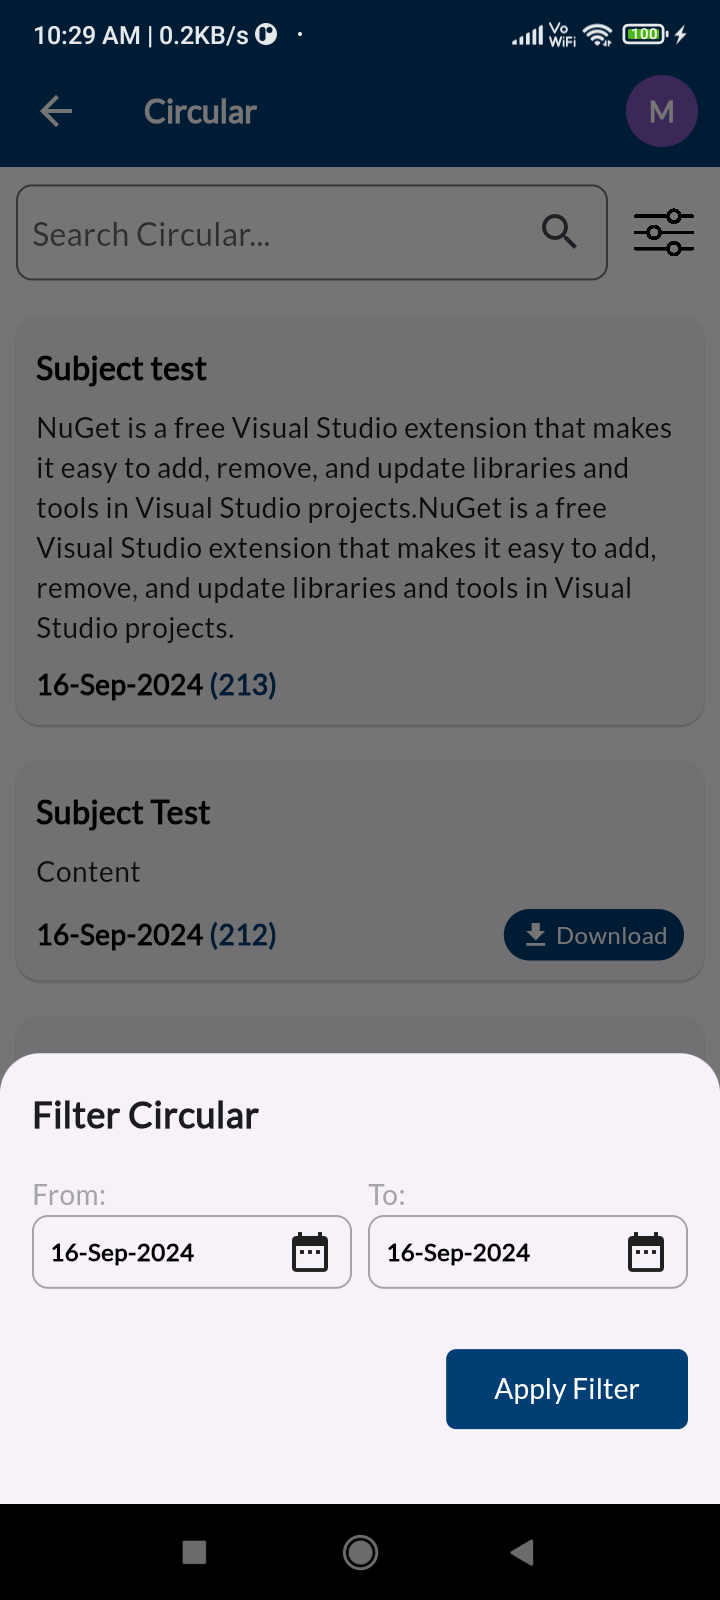 10:29 AM | 0.2KB/s
Vo
WiFi
100
Circular
M
Search Circular...
Subject test
NuGet is a free Visual Studio extension that makes
it easy to add, remove, and update libraries and
tools in Visual Studio projects.NuGet is a free
Visual Studio extension that makes it easy to add,
remove, and update libraries and tools in Visual
Studio projects.
16-Sep-2024 (213)
Subject Test
Content
16-Sep-2024 (212)
Download
Filter Circular
From:
To:
16-Sep-2024
16-Sep-2024
Apply Filter